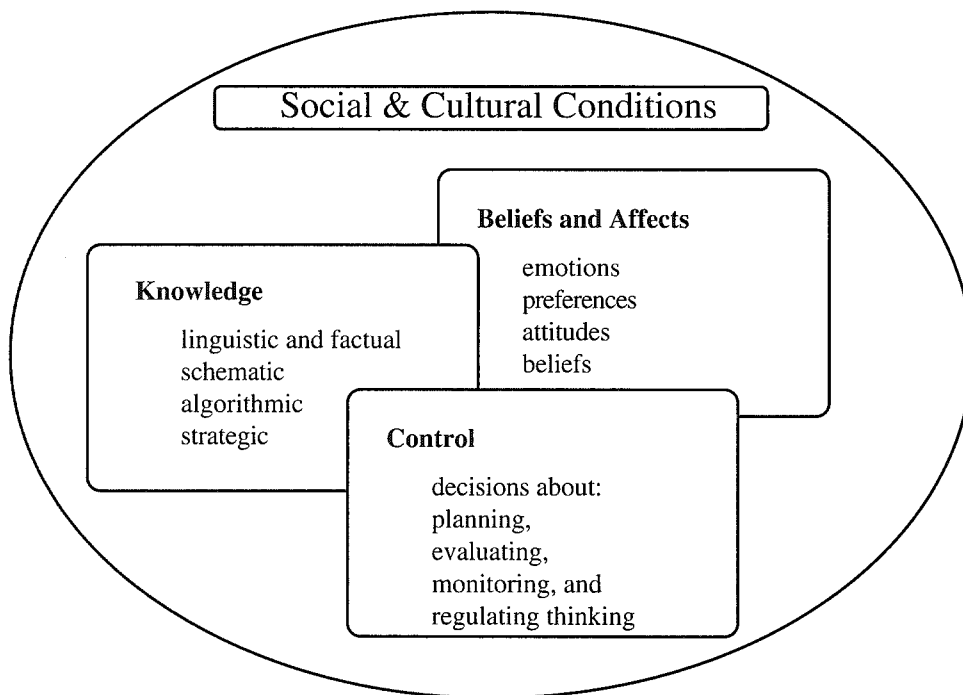 Social & Cultural Conditions
Beliefs and Affects
emotions
preferences
attitudes
beliefs
Knowledge
linguistic and factual
schematic
algorithmic
strategic
Control
decisions about:
planning,
evaluating,
monitoring, and
regulating thinking